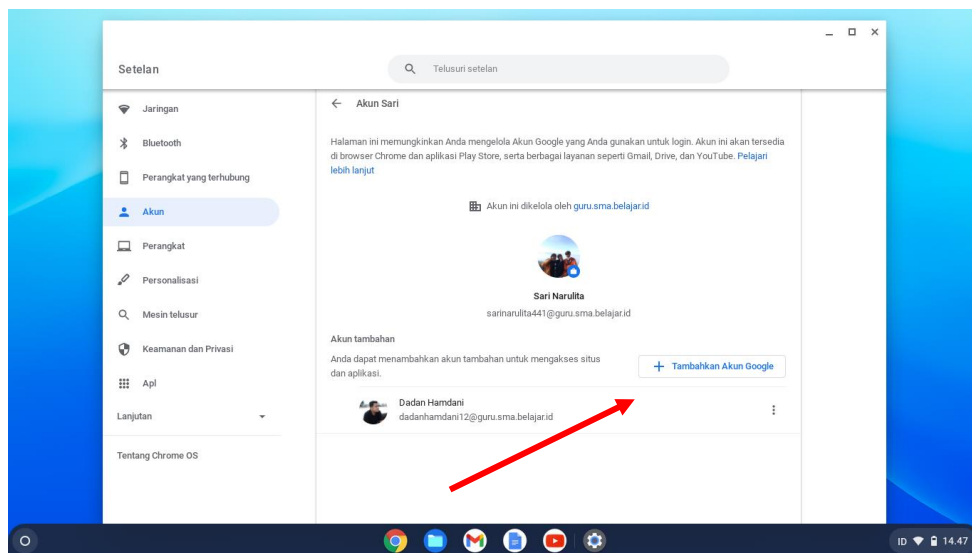 Setelan
Telusuri setelan
Jaringan
Bluetooth
Perangkat yang terhubung
Akun
Perangkat
Personalisasi
Mesin telusur
Keamanan dan Privasi
Apl
Lanjutan
Tentang Chrome OS
Akun Sari
Halaman ini memungkinkan Anda mengelola Akun Google yang Anda gunakan untuk login. Akun ini akan tersedia
di browser Chrome dan aplikasi Play Store, serta berbagai layanan seperti Gmail, Drive, dan YouTube. Pelajari
lebih lanjut
Akun ini dikelola oleh guru.sma.belajar.id
Sari Narulita
sarinarulita441@guru.sma.belajar.id
Akun tambahan
Anda dapat menambahkan akun tambahan untuk mengakses situs
dan aplikasi.
Tambahkan Akun Google
Dadan Hamdani
dadanhamdani12@guru.sma.belajar.id
ID 14.47